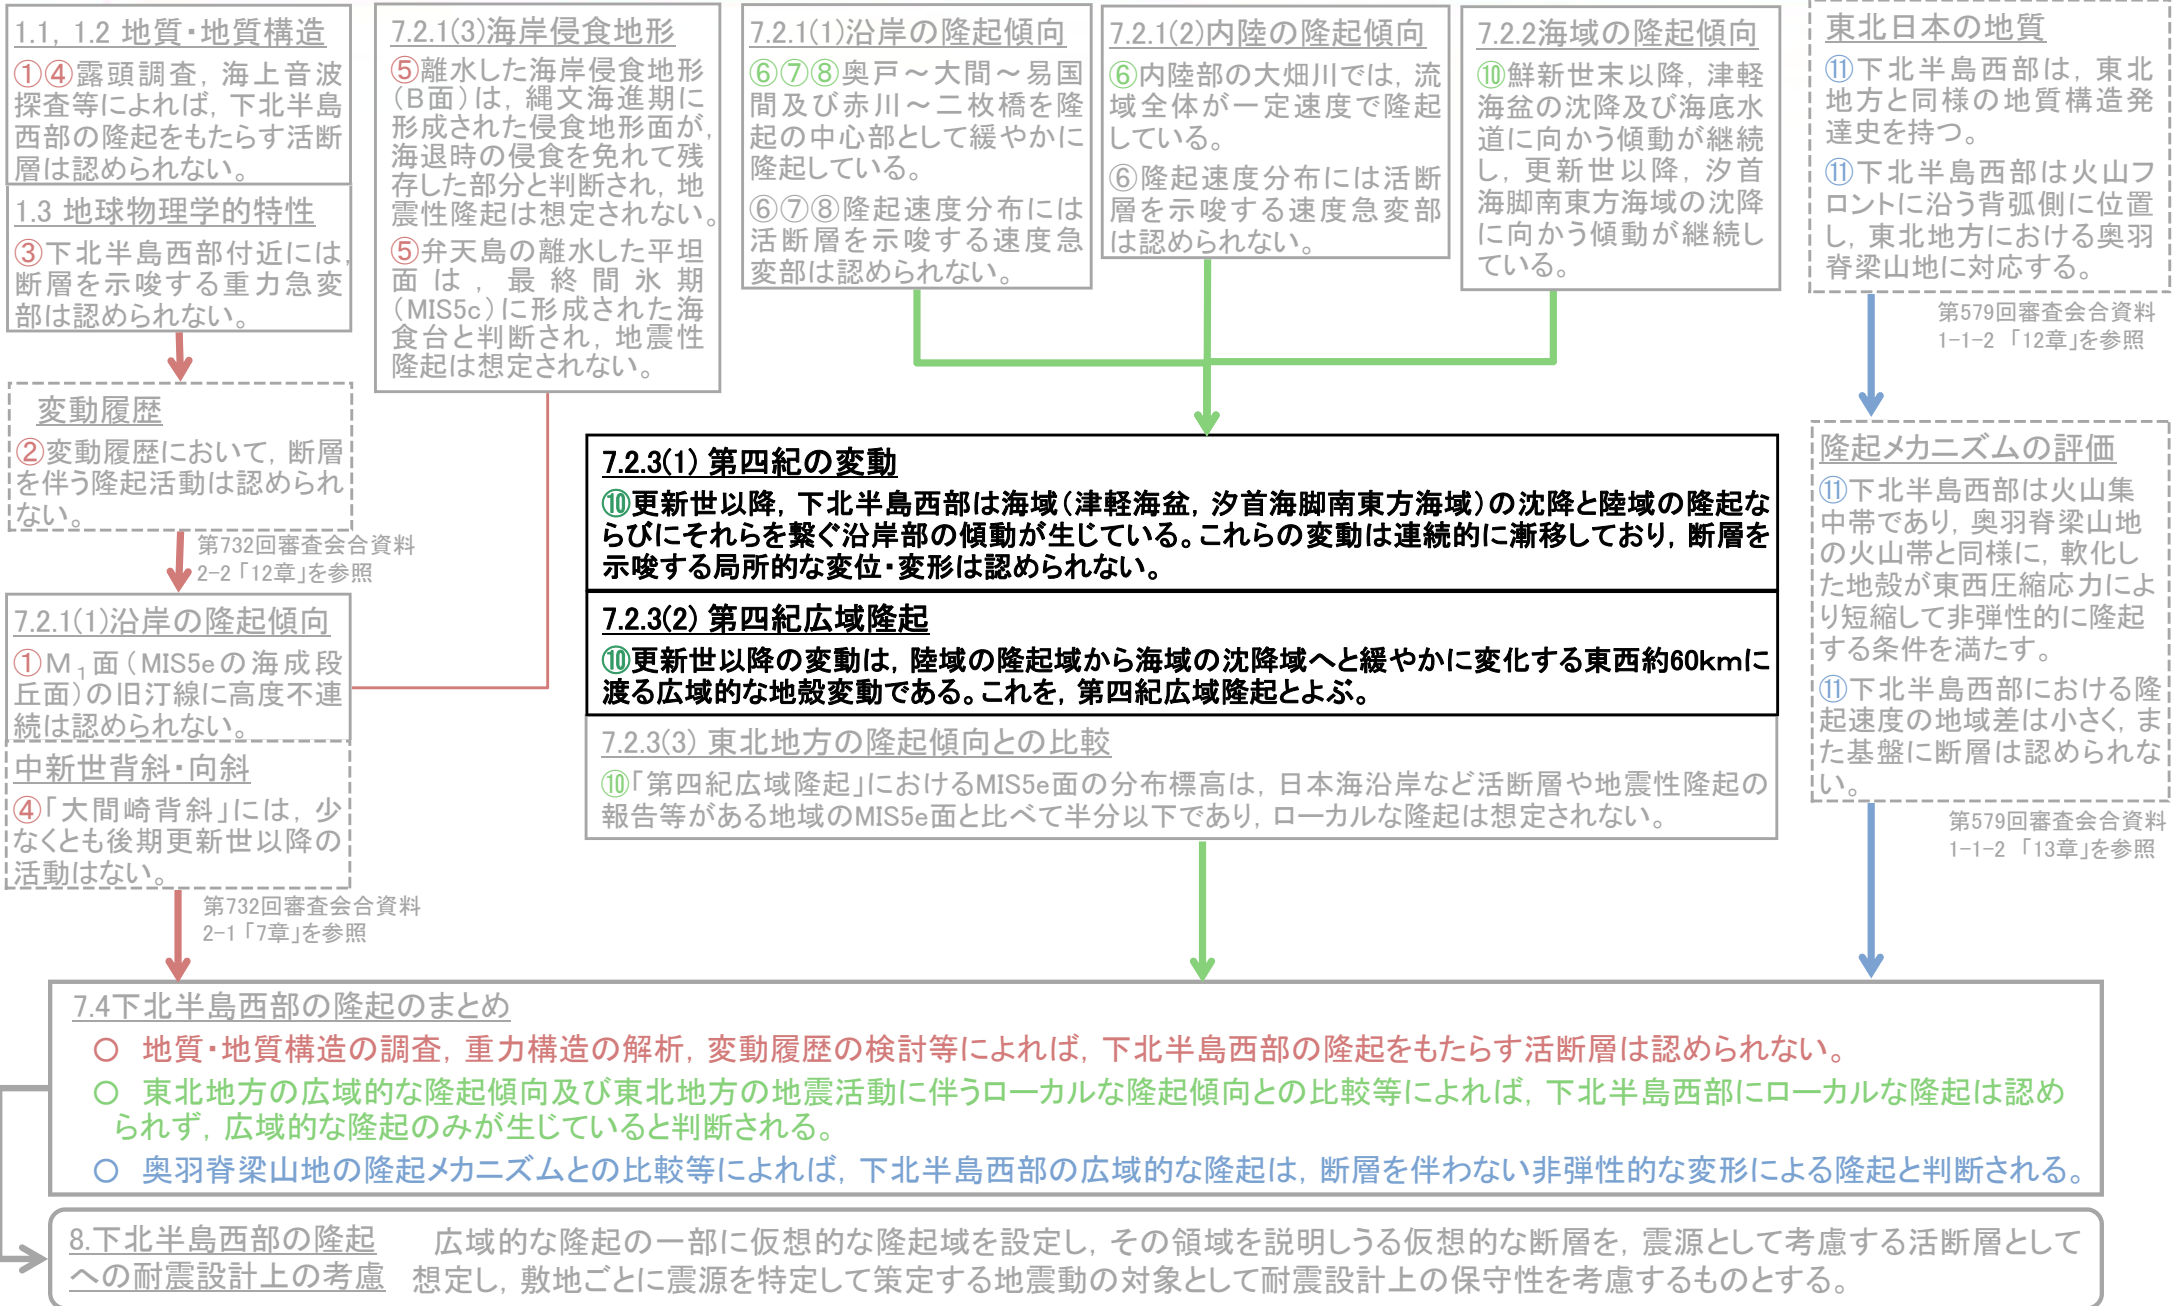 1.1, 1.2 地質・地質構造
①④露頭調査, 海上音波
探査等によれば, 下北半島
西部の隆起をもたらす活断
層は認められない。
1.3 地球物理学的特性
③下北半島西部付近には,
断層を示唆する重力急変
部は認められない。
変動履歴
②変動履歴において, 断層
を伴う隆起活動は認められ
ない。
第732回審査会合資料
2-2 「12章」を参照
7.2.1(1)沿岸の隆起傾向
①M₁面(MIS5eの海成段
丘面)の旧汀線に高度不連
続は認められない。
中新世背斜・向斜
④「大間崎背斜」には, 少
なくとも後期更新世以降の
活動はない。
第732回審査会合資料
2-1 「7章」を参照
7.2.1(3)海岸侵食地形
⑤離水した海岸侵食地形
(B面)は, 縄文海進期に
形成された侵食地形面が,
海退時の侵食を免れて残
存した部分と判断され, 地
震性隆起は想定されない。
⑤弁天島の離水した平坦
面は, 最終間氷期
(MIS5c)に形成された海
食台と判断され, 地震性
隆起は想定されない。
7.2.1(1)沿岸の隆起傾向
⑥⑦⑧奥戸～大間～易国
間及び赤川～二枚橋を隆
起の中心部として緩やかに
隆起している。
⑥⑦⑧隆起速度分布には
活断層を示唆する速度急
変部は認められない。
7.2.1(2)内陸の隆起傾向
⑥内陸部の大畑川では, 流
域全体が一定速度で隆起
している。
⑥隆起速度分布には活断
層を示唆する速度急変部
は認められない。
7.2.2海域の隆起傾向
⑩鮮新世末以降, 津軽
海盆の沈降及び海底水
道に向かう傾動が継続
し, 更新世以降, 汐首
海脚南東方海域の沈降
に向かう傾動が継続し
ている。
東北日本の地質
⑪下北半島西部は, 東北
地方と同様の地質構造発
達史を持つ。
⑪下北半島西部は火山フ
ロントに沿う背弧側に位置
し, 東北地方における奥羽
脊梁山地に対応する。
第579回審査会合資料
1-1-2 「12章」を参照
7.2.3(1) 第四紀の変動
⑩更新世以降, 下北半島西部は海域(津軽海盆, 汐首海脚南東方海域)の沈降と陸域の隆起な
らびにそれらを繋ぐ沿岸部の傾動が生じている。これらの変動は連続的に漸移しており, 断層を
示唆する局所的な変位・変形は認められない。
7.2.3(2) 第四紀広域隆起
⑩更新世以降の変動は, 陸域の隆起域から海域の沈降域へと緩やかに変化する東西約60kmに
渡る広域的な地殻変動である。これを, 第四紀広域隆起とよぶ。
7.2.3(3) 東北地方の隆起傾向との比較
⑩「第四紀広域隆起」におけるMIS5e面の分布標高は, 日本海沿岸など活断層や地震性隆起の
報告等がある地域のMIS5e面と比べて半分以下であり, ローカルな隆起は想定されない。
隆起メカニズムの評価
⑪下北半島西部は火山集
中帯であり, 奥羽脊梁山地
の火山帯と同様に, 軟化し
た地殻が東西圧縮応力によ
り短縮して非弾性的に隆起
する条件を満たす。
⑪下北半島西部における隆
起速度の地域差は小さく, ま
た基盤に断層は認められな
い。
第579回審査会合資料
1-1-2 「13章」を参照
7.4下北半島西部の隆起のまとめ
○ 地質・地質構造の調査, 重力構造の解析, 変動履歴の検討等によれば, 下北半島西部の隆起をもたらす活断層は認められない。
○ 東北地方の広域的な隆起傾向及び東北地方の地震活動に伴うローカルな隆起傾向との比較等によれば, 下北半島西部にローカルな隆起は認め
られず, 広域的な隆起のみが生じていると判断される。
○ 奥羽脊梁山地の隆起メカニズムとの比較等によれば, 下北半島西部の広域的な隆起は, 断層を伴わない非弾性的な変形による隆起と判断される。
8.下北半島西部の隆起
への耐震設計上の考慮
広域的な隆起の一部に仮想的な隆起域を設定し, その領域を説明しうる仮想的な断層を, 震源として考慮する活断層として
想定し, 敷地ごとに震源を特定して策定する地震動の対象として耐震設計上の保守性を考慮するものとする。